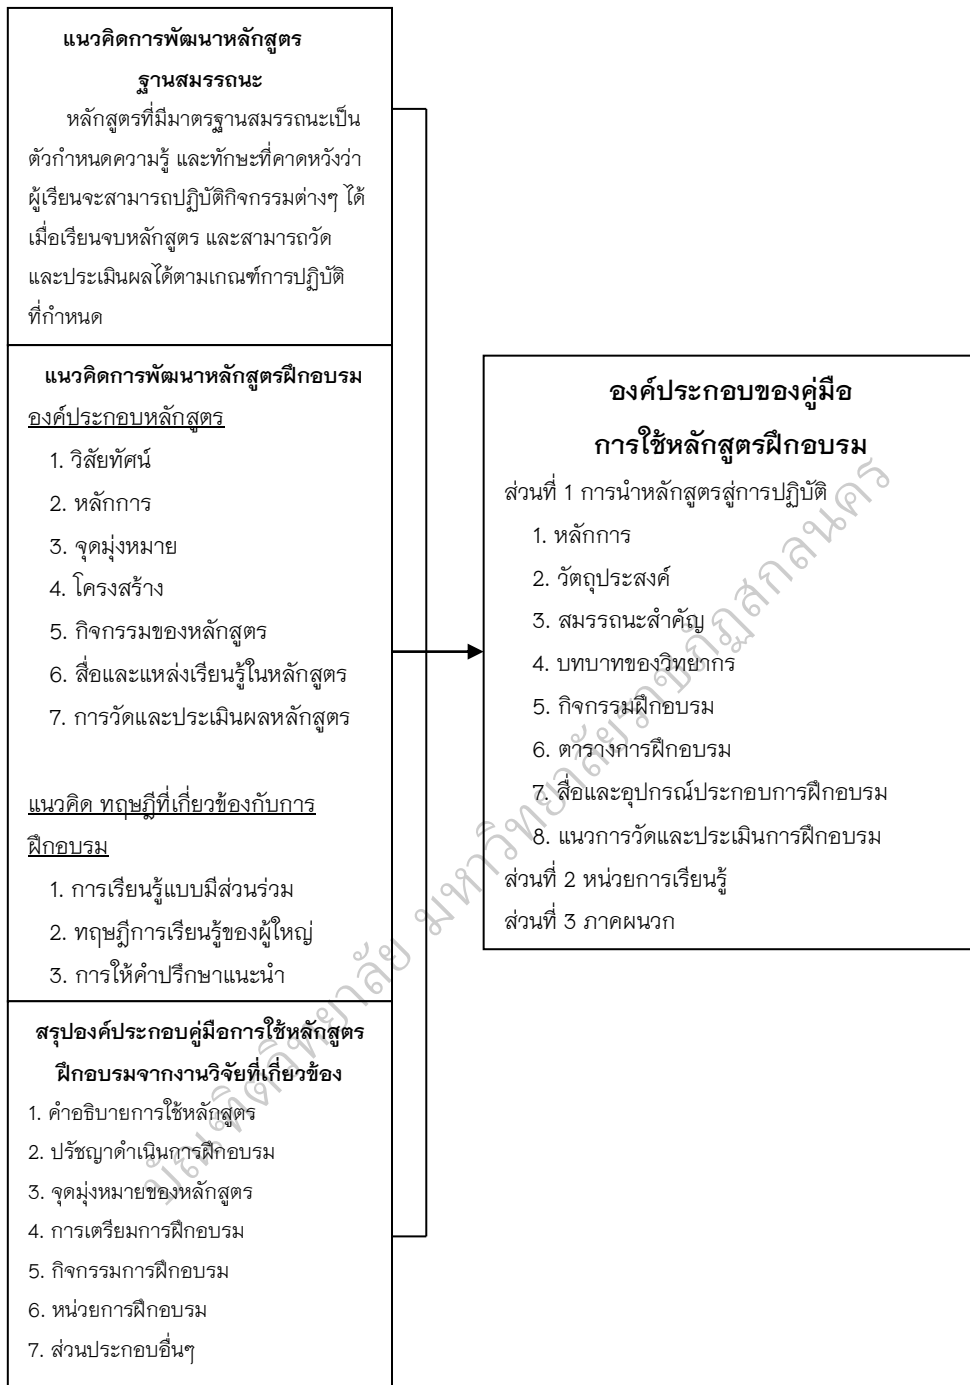 แนวคิดการพัฒนาหลักสูตร
ฐานสมรรถนะ
หลักสูตรที่มีมาตรฐานสมรรถนะเป็น
ตัวกำหนดความรู้ และทักษะที่คาดหวังว่า
ผู้เรียนจะสามารถปฏิบัติกิจกรรมต่างๆ ได้
เมื่อเรียนจบหลักสูตร และสามารถวัด
และประเมินผลได้ตามเกณฑ์การปฏิบัติ
ที่กำหนด
แนวคิดการพัฒนาหลักสูตรฝึกอบรม
องค์ประกอบหลักสูตร
1. วิสัยทัศน์
2. หลักการ
3. จุดมุ่งหมาย
4. โครงสร้าง
5. กิจกรรมของหลักสูตร
6. สื่อและแหล่งเรียนรู้ในหลักสูตร
7. การวัดและประเมินผลหลักสูตร
แนวคิด ทฤษฎีที่เกี่ยวข้องกับการ
ฝึกอบรม
1. การเรียนรู้แบบมีส่วนร่วม
2. ทฤษฎีการเรียนรู้ของผู้ใหญ่
3. การให้คำปรึกษาแนะนำ
สรุปองค์ประกอบคู่มือการใช้หลักสูตร
ฝึกอบรมจากงานวิจัยที่เกี่ยวข้อง
1. คำอธิบายการใช้หลักสูตร
2. ปรัชญาดำเนินการฝึกอบรม
3. จุดมุ่งหมายของหลักสูตร
4. การเตรียมการฝึกอบรม
5. กิจกรรมการฝึกอบรม
6. หน่วยการฝึกอบรม
7. ส่วนประกอบอื่นๆ
องค์ประกอบของคู่มือ
การใช้หลักสูตรฝึกอบรม
ส่วนที่ 1 การนำหลักสูตรสู่การปฏิบัติ
1. หลักการ
2. วัตถุประสงค์
3. สมรรถนะสำคัญ
4. บทบาทของวิทยากร
5. กิจกรรมฝึกอบรม
6. ตารางการฝึกอบรม
7. สื่อและอุปกรณ์ประกอบการฝึกอบรม
8. แนวการวัดและประเมินการฝึกอบรม
ส่วนที่ 2 หน่วยการเรียนรู้
ส่วนที่ 3 ภาคผนวก
บัณฑิตวิทยาลัย มหาวิทยาลัยราชภัฏสกลนคร